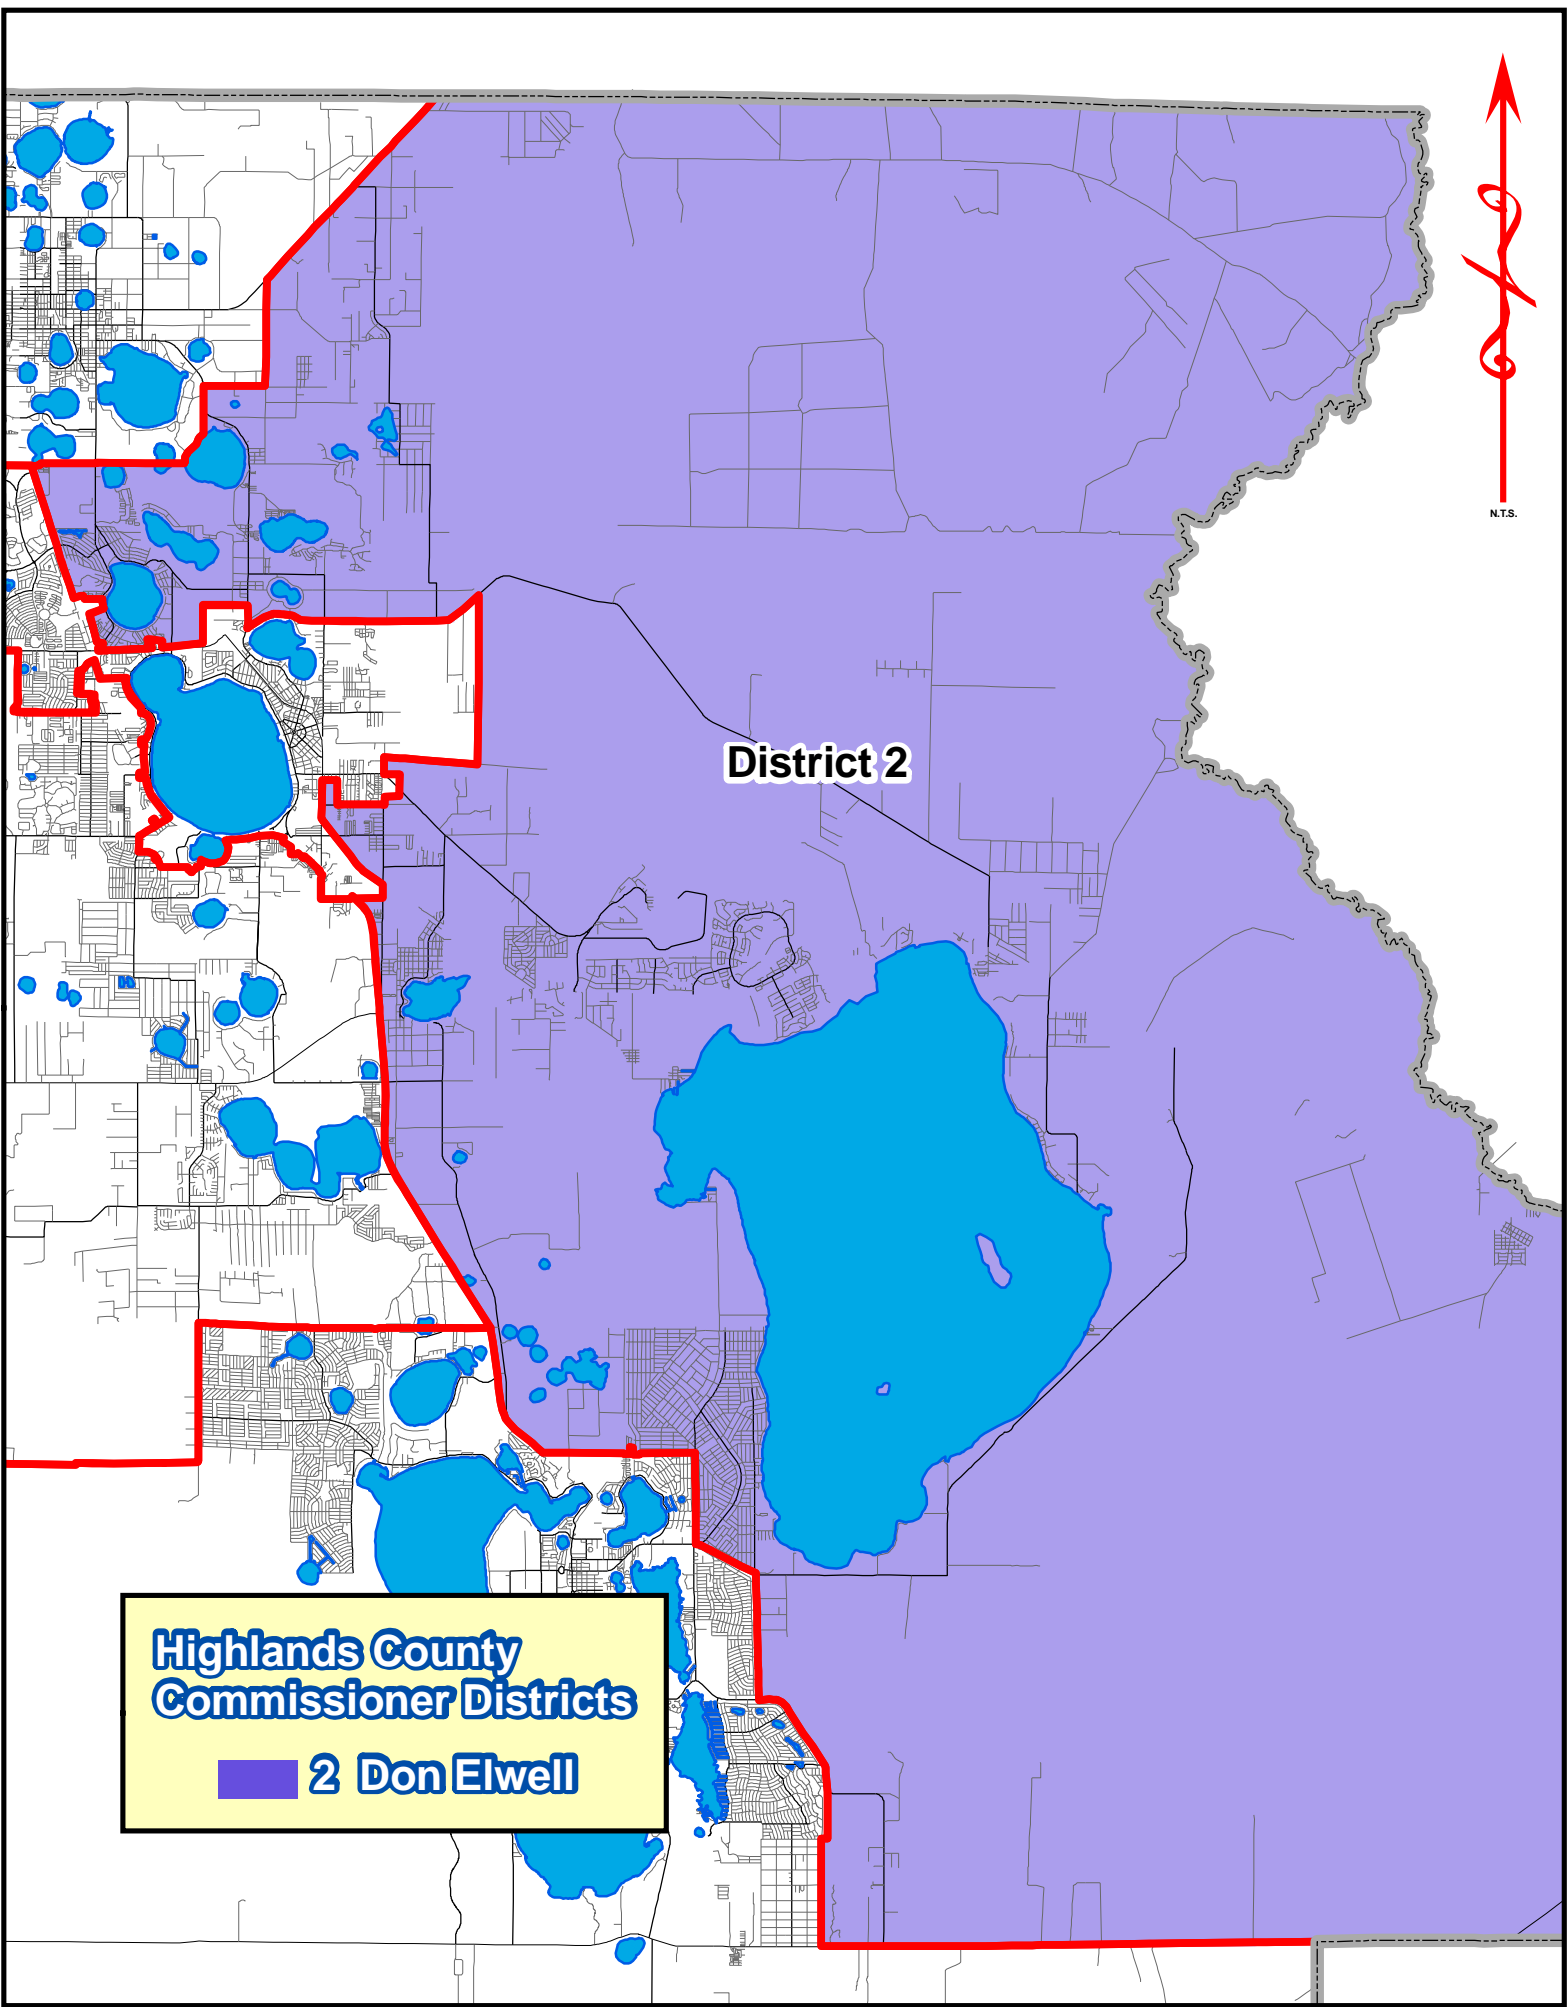 N.T.S.
District 2
Highlands County
Commissioner Districts
2 Don Elwell